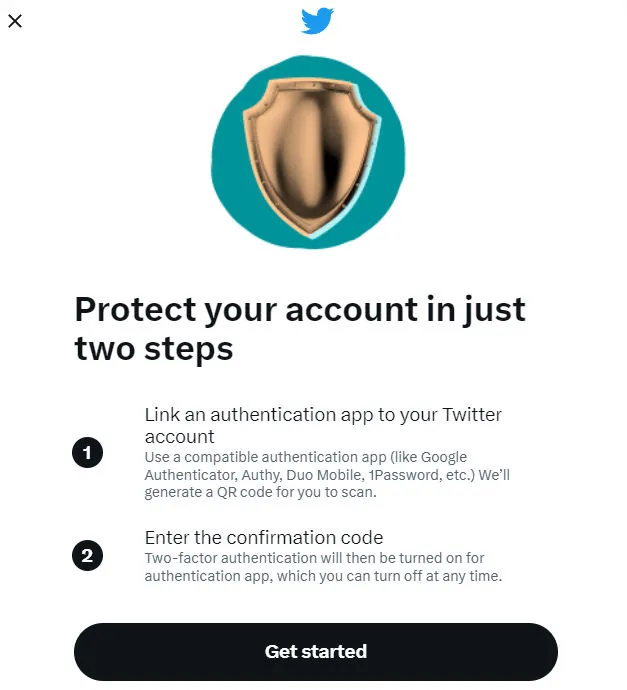 Protect your account in just
two steps
1
Link an authentication app to your Twitter
account
Use a compatible authentication app (like Google
Authenticator, Authy, Duo Mobile, 1Password, etc.) We’ll
generate a QR code for you to scan.
2
Enter the confirmation code
Two-factor authentication will then be turned on for
authentication app, which you can turn off at any time.
Get started